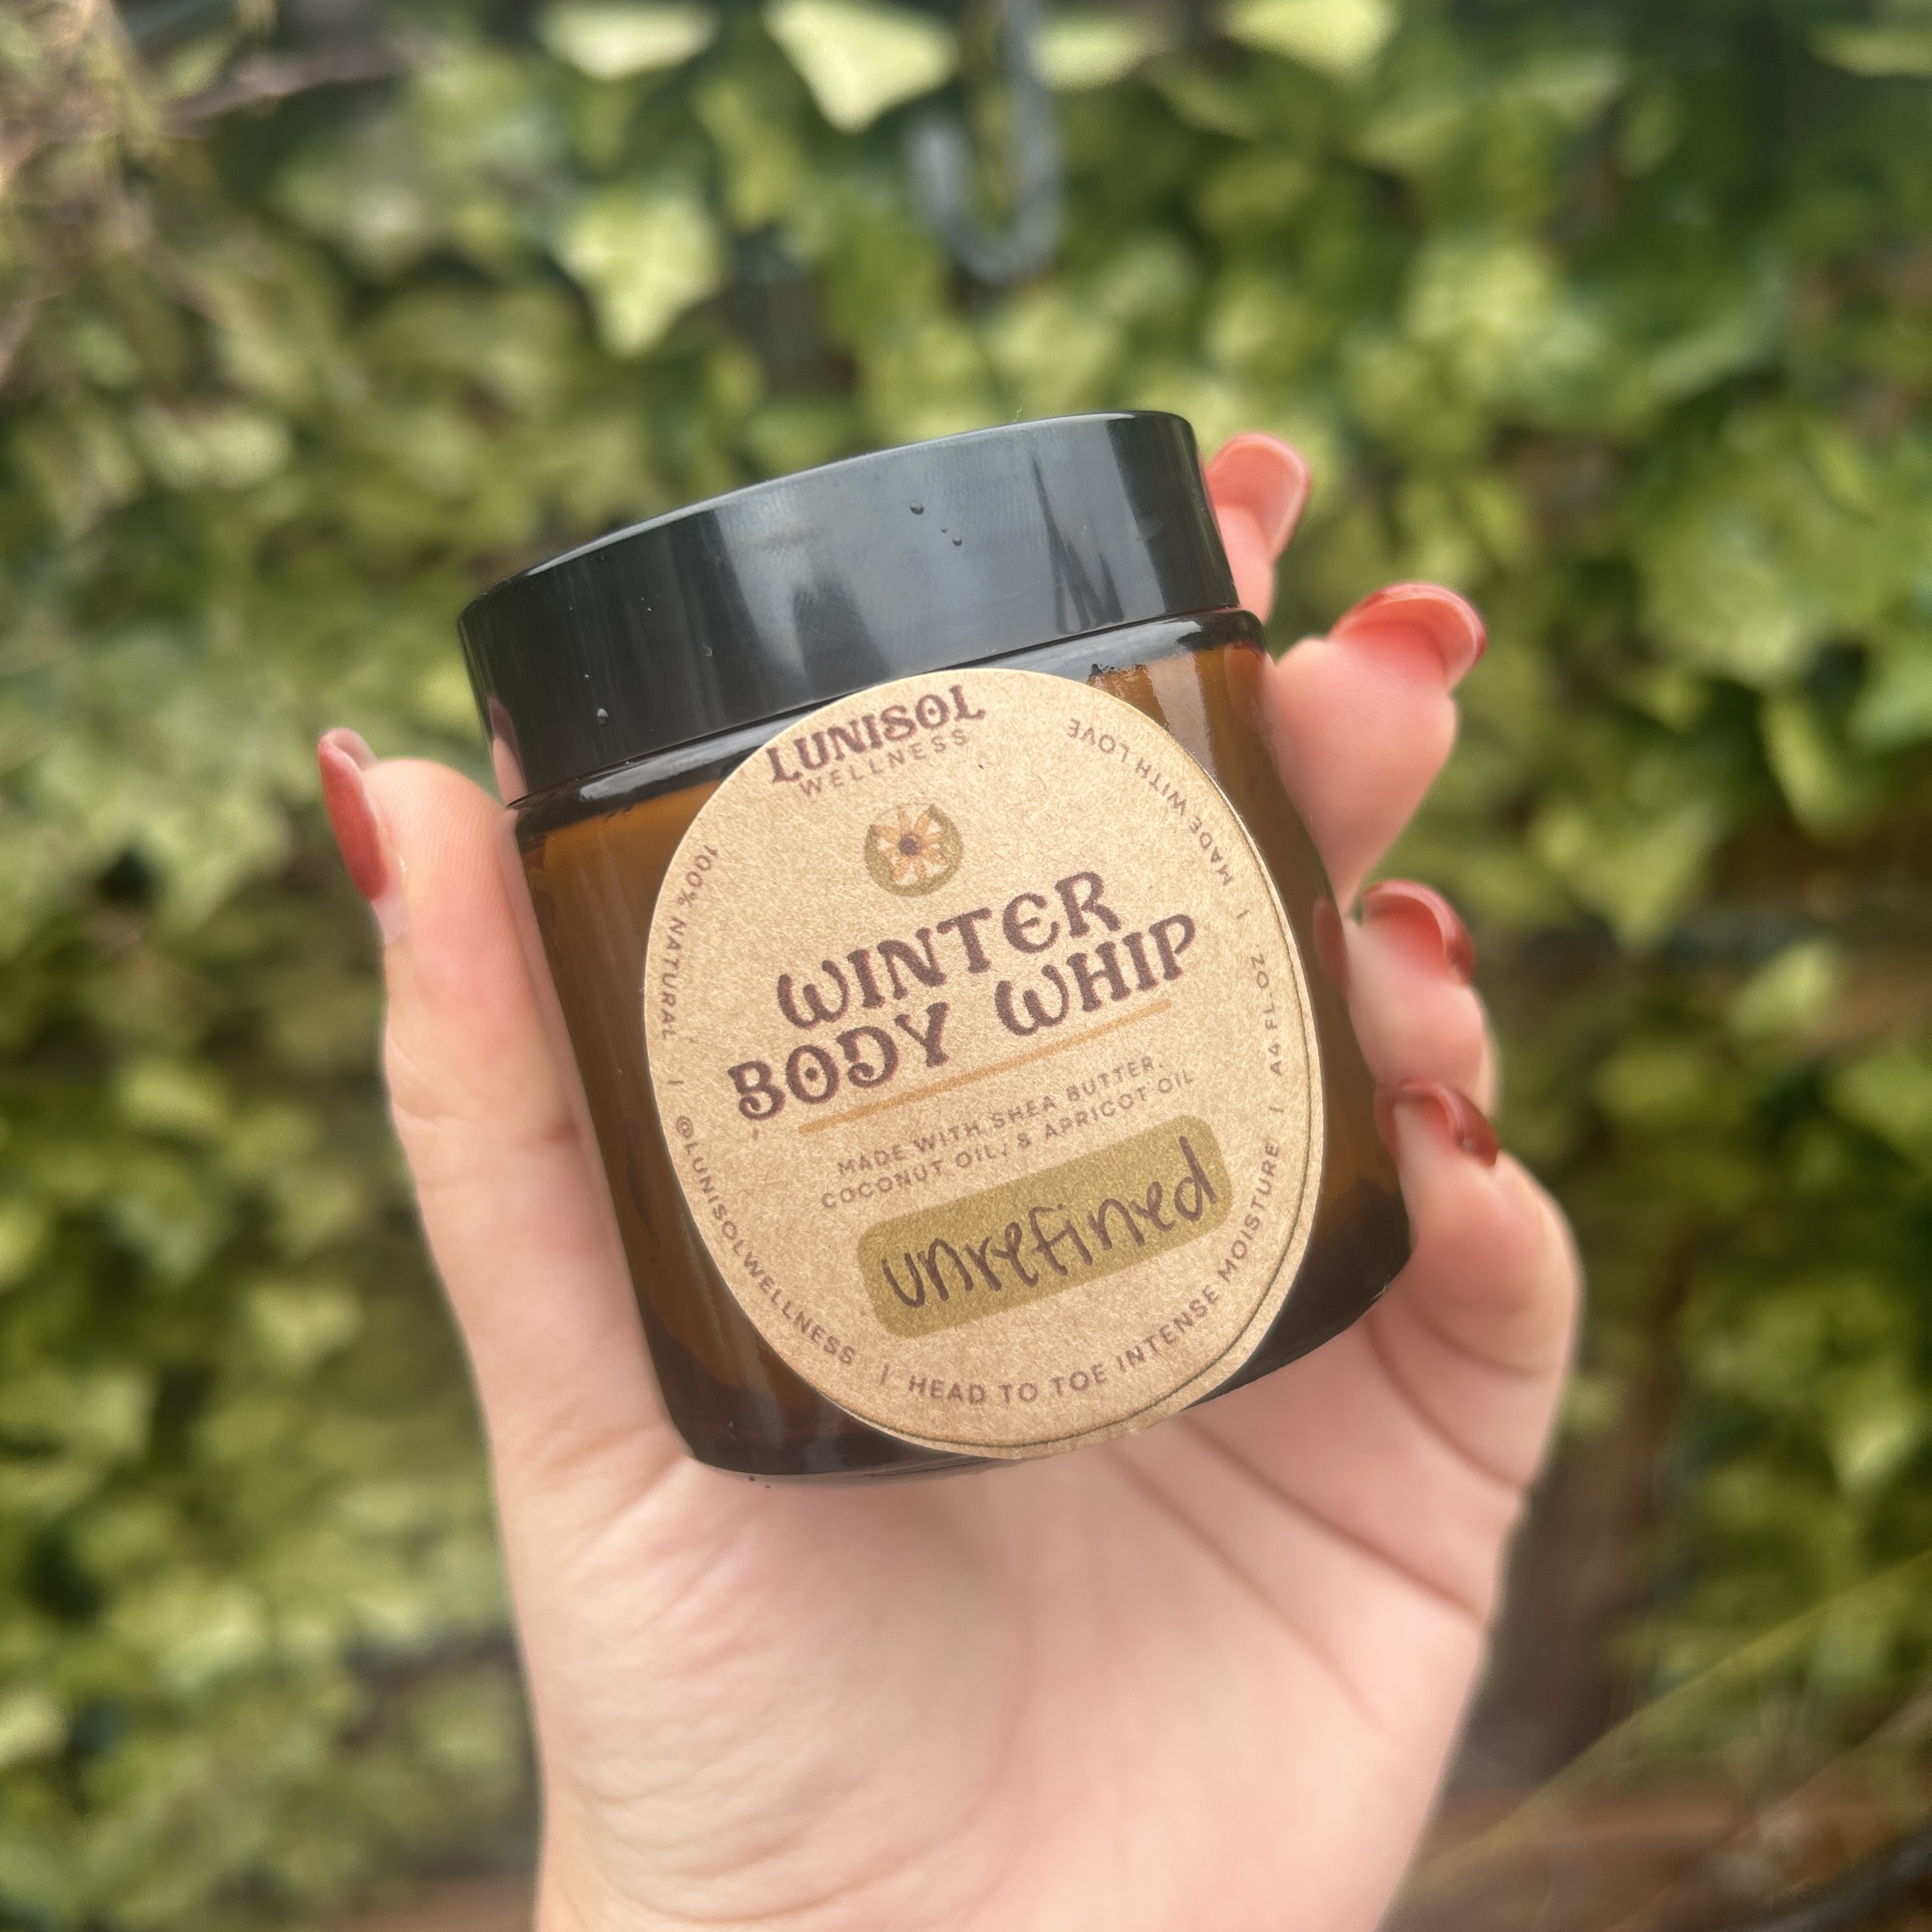 LUNISOL
WELLNESS
WINTER
BODY WHIP
MADE WITH SHEA BUTTER,
COCONUT OIL, & APRICOT OIL
unrefined
100% NATURAL | @LUNISOLWELLNESS | HEAD TO TOE INTENSE MOISTURE | A4 FL.OZ | MADE WITH LOVE